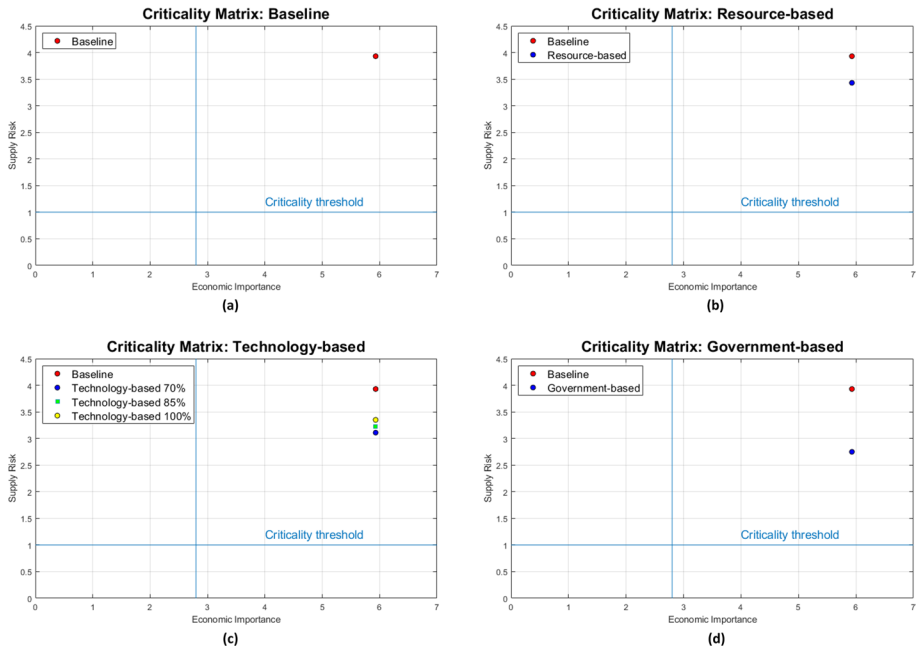 Criticality Matrix: Baseline
4.5
4
3.5
3
2.5
2
1.5
1
0.5
0
Supply Risk
Baseline
Criticality threshold
0 1 2 3 4 5 6 7
Economic Importance
(a)
Criticality Matrix: Resource-based
4.5
4
3.5
3
2.5
2
1.5
1
0.5
0
Supply Risk
Baseline
Resource-based
Criticality threshold
0 1 2 3 4 5 6 7
Economic Importance
(b)
Criticality Matrix: Technology-based
4.5
4
3.5
3
2.5
2
1.5
1
0.5
0
Supply Risk
Baseline
Technology-based 70%
Technology-based 85%
Technology-based 100%
Criticality threshold
0 1 2 3 4 5 6 7
Economic Importance
(c)
Criticality Matrix: Government-based
4.5
4
3.5
3
2.5
2
1.5
1
0.5
0
Supply Risk
Baseline
Government-based
Criticality threshold
0 1 2 3 4 5 6 7
Economic Importance
(d)